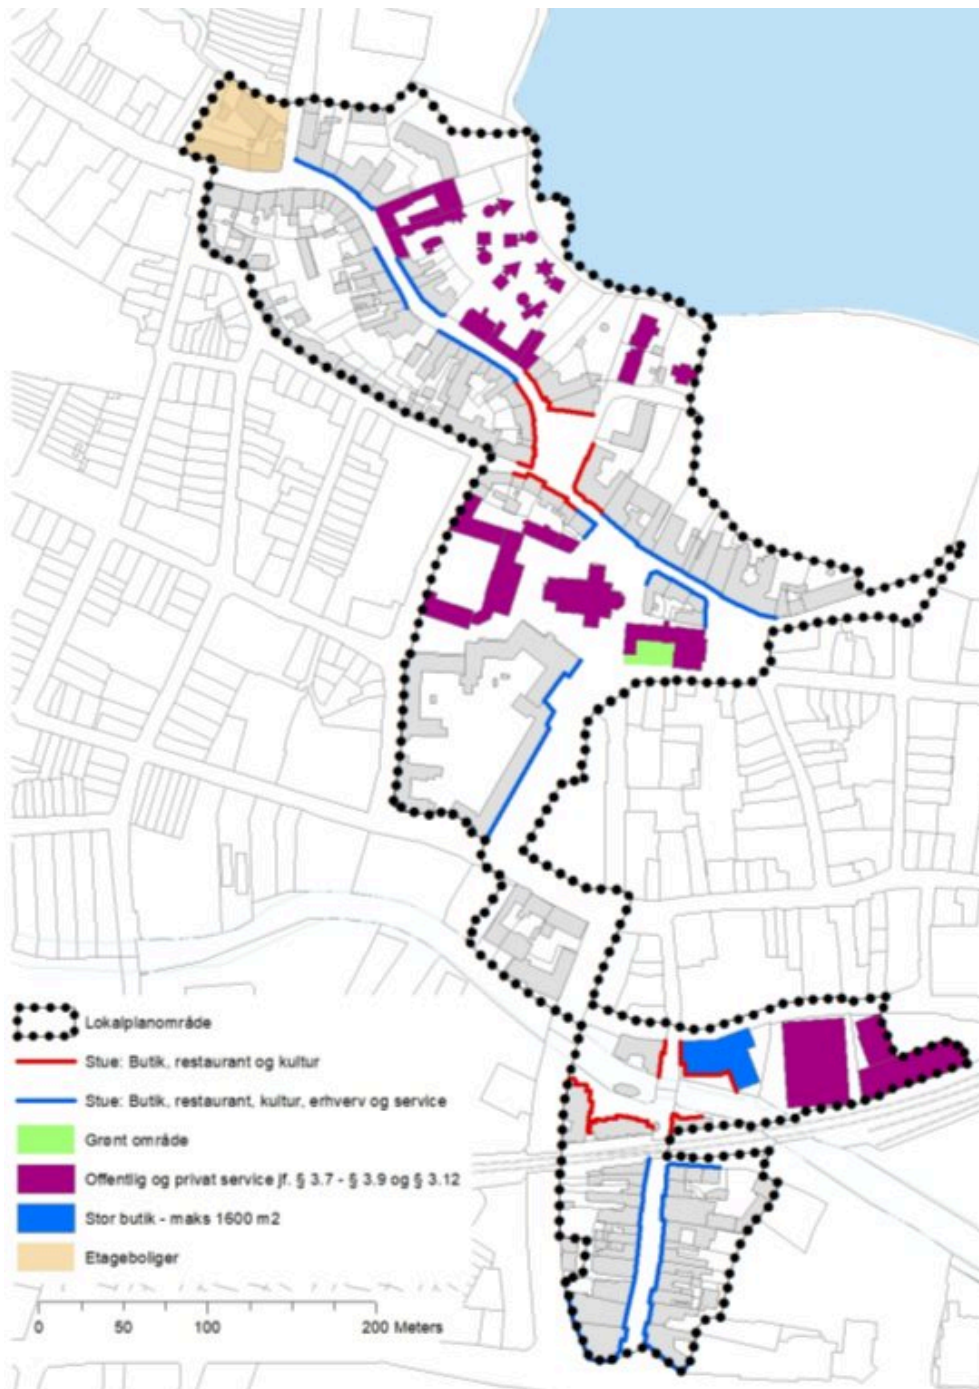 Lokalplanområde
Stue: Butik, restaurant og kultur
Stue: Butik, restaurant, kultur, erhverv og service
Grønt område
Offentlig og privat service jf. § 3.7 - § 3.9 og § 3.12
Stor butik - maks 1600 m2
Etageboliger
0 50 100 200 Meters